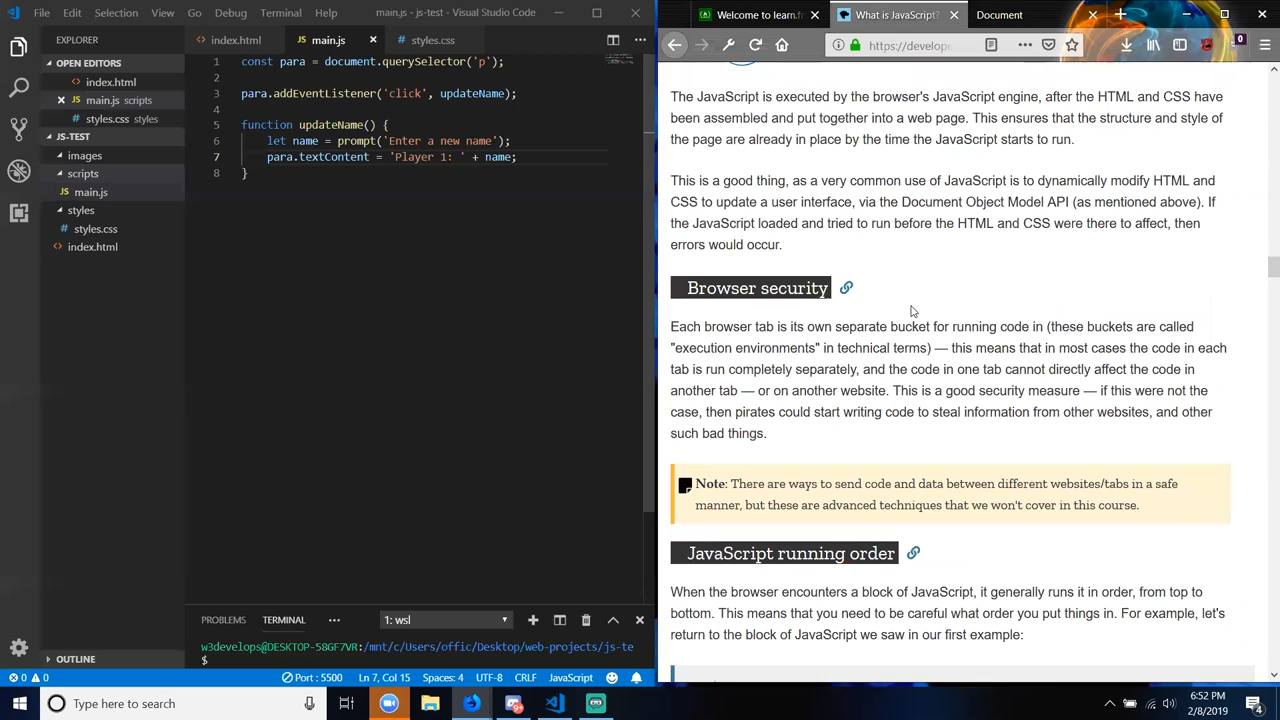 File Edit Selection View Go Debug Terminal Help main.js - js-test - Visual Studio Code
EXPLORER
OPEN EDITORS
index.html
main.js scripts
styles.css styles
JS-TEST
images
scripts
main.js
styles
styles.css
index.html
OUTLINE
index.html
main.js
styles.css
1 const para = document.querySelector('p');
2
3 para.addEventListener('click', updateName);
4
5 function updateName() {
6 let name = prompt('Enter a new name');
7 para.textContent = 'Player 1: ' + name;
8 }
PROBLEMS TERMINAL 1: wsl
w3develops@DESKTOP-58GF7VR:/mnt/c/Users/offic/Desktop/web-projects/js-te
$
0 0 Port : 5500 Ln 7, Col 15 Spaces: 4 UTF-8 CRLF JavaScript
Welcome to learn.f
What is JavaScript?
Document
https://develop
0
The JavaScript is executed by the browser's JavaScript engine, after the HTML and CSS have
been assembled and put together into a web page. This ensures that the structure and style of
the page are already in place by the time the JavaScript starts to run.
This is a good thing, as a very common use of JavaScript is to dynamically modify HTML and
CSS to update a user interface, via the Document Object Model API (as mentioned above). If
the JavaScript loaded and tried to run before the HTML and CSS were there to affect, then
errors would occur.
Browser security
Each browser tab is its own separate bucket for running code in (these buckets are called
"execution environments" in technical terms) — this means that in most cases the code in each
tab is run completely separately, and the code in one tab cannot directly affect the code in
another tab — or on another website. This is a good security measure — if this were not the
case, then pirates could start writing code to steal information from other websites, and other
such bad things.
Note: There are ways to send code and data between different websites/tabs in a safe
manner, but these are advanced techniques that we won't cover in this course.
JavaScript running order
When the browser encounters a block of JavaScript, it generally runs it in order, from top to
bottom. This means that you need to be careful what order you put things in. For example, let's
return to the block of JavaScript we saw in our first example:
Type here to search
6:52 PM
2/8/2019
4